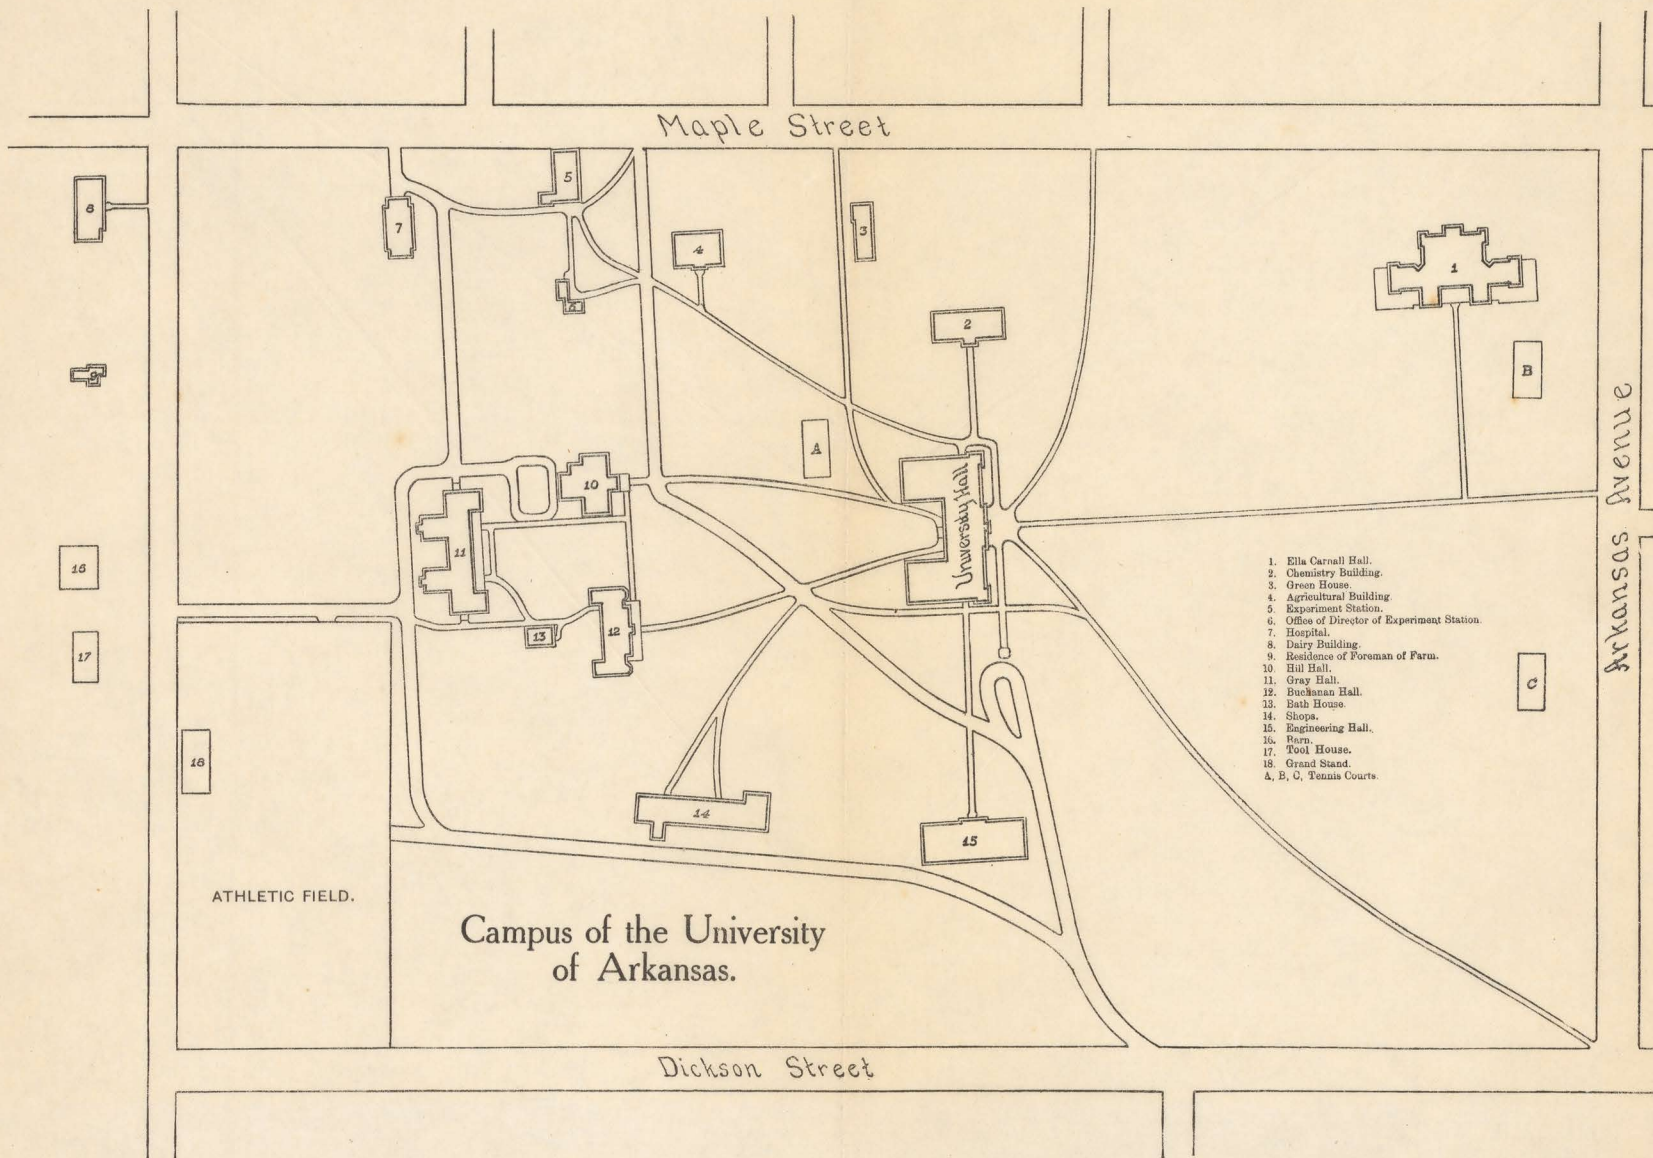 Maple Street
5
6
7
4
3
1
2
8
B
9
A
10
University Hall
11
Arkansas Avenue
16
1. Ella Carnall Hall.
2. Chemistry Building.
3. Green House.
4. Agricultural Building.
5. Experiment Station.
6. Office of Director of Experiment Station.
7. Hospital.
8. Dairy Building.
9. Residence of Foreman of Farm.
10. Hill Hall.
11. Gray Hall.
12. Buchanan Hall.
13. Bath House.
14. Shops.
15. Engineering Hall.
16. Barn.
17. Tool House.
18. Grand Stand.
A, B, C, Tennis Courts.
13
12
17
C
18
14
15
ATHLETIC FIELD.
Campus of the University
of Arkansas.
Dickson Street